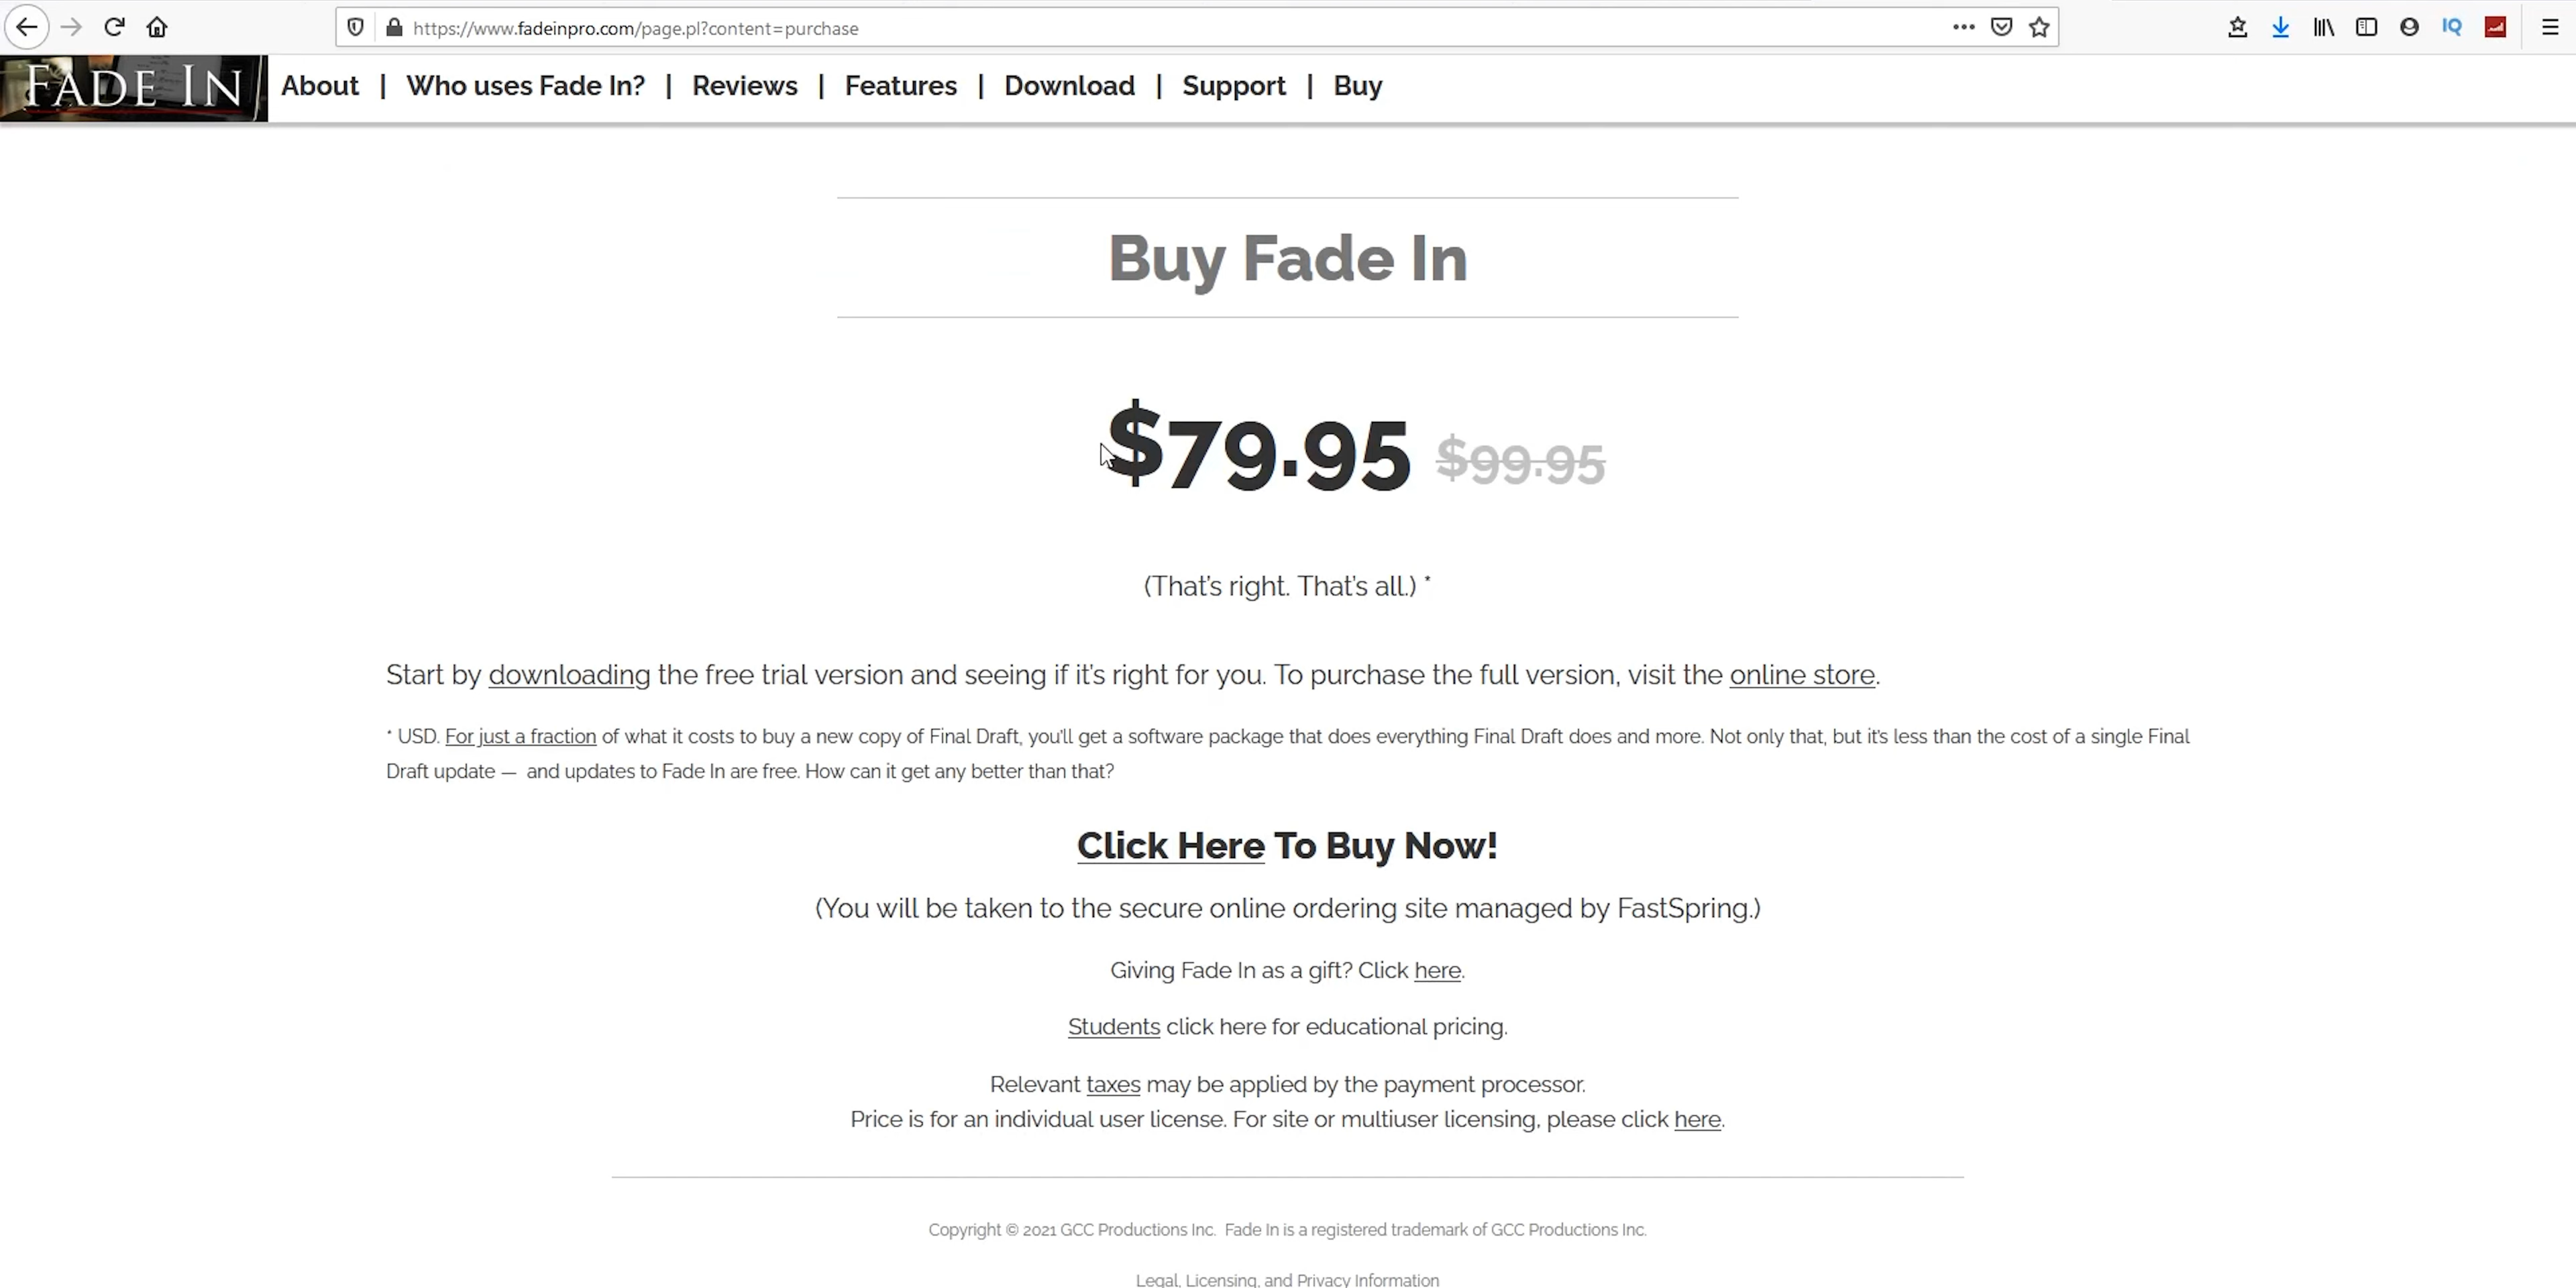 https://www.fadeinpro.com/page.pl?content=purchase
IQ
FADE IN
About | Who uses Fade In? | Reviews | Features | Download | Support | Buy
Buy Fade In
$79.95 $99.95
(That's right. That's all.) *
Start by downloading the free trial version and seeing if it's right for you. To purchase the full version, visit the online store.
* USD. For just a fraction of what it costs to buy a new copy of Final Draft, you'll get a software package that does everything Final Draft does and more. Not only that, but it's less than the cost of a single Final
Draft update — and updates to Fade In are free. How can it get any better than that?
Click Here To Buy Now!
(You will be taken to the secure online ordering site managed by FastSpring.)
Giving Fade In as a gift? Click here.
Students click here for educational pricing.
Relevant taxes may be applied by the payment processor.
Price is for an individual user license. For site or multiuser licensing, please click here.
Copyright © 2021 GCC Productions Inc. Fade In is a registered trademark of GCC Productions Inc.
Legal, Licensing, and Privacy Information